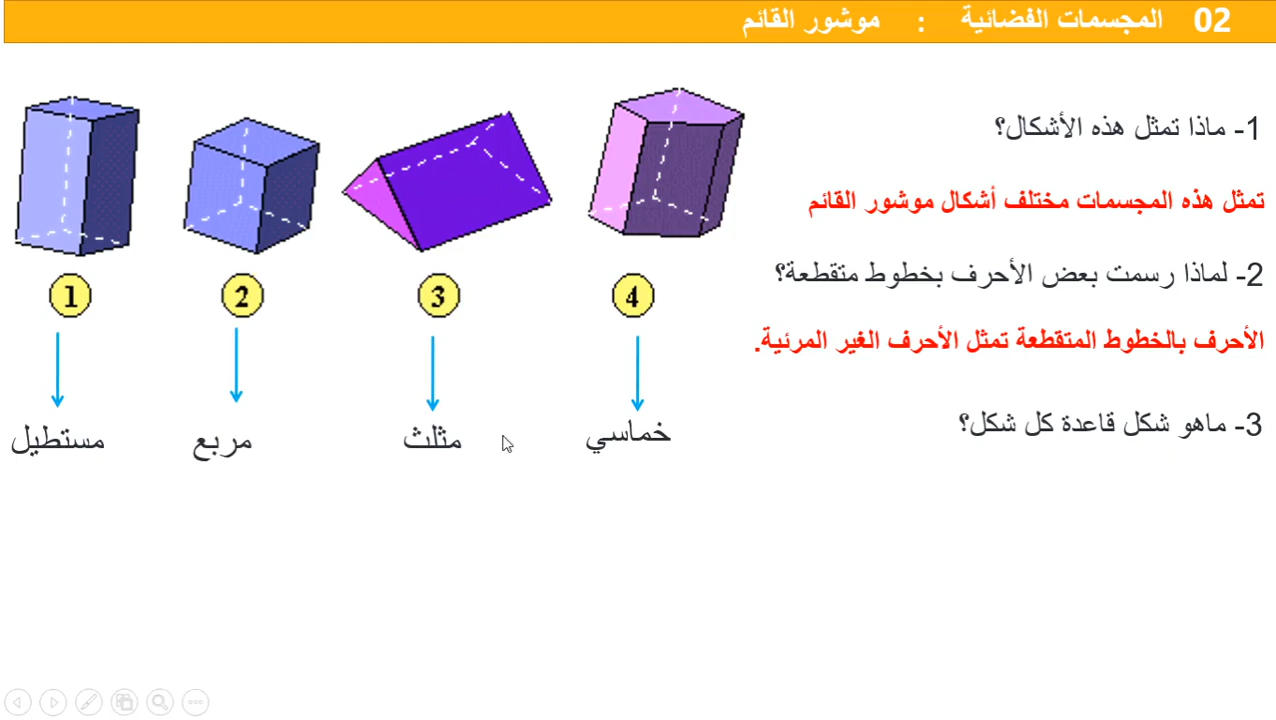 02 المجسمات الفضائية : موشور القائم
1- ماذا تمثل هذه الأشكال؟
تمثل هذه المجسمات مختلف أشكال موشور القائم
2- لماذا رسمت بعض الأحرف بخطوط متقطعة؟
الأحرف بالخطوط المتقطعة تمثل الأحرف الغير المرئية.
3- ماهو شكل قاعدة كل شكل؟
1
2
3
4
مستطيل
مربع
مثلث
خماسي